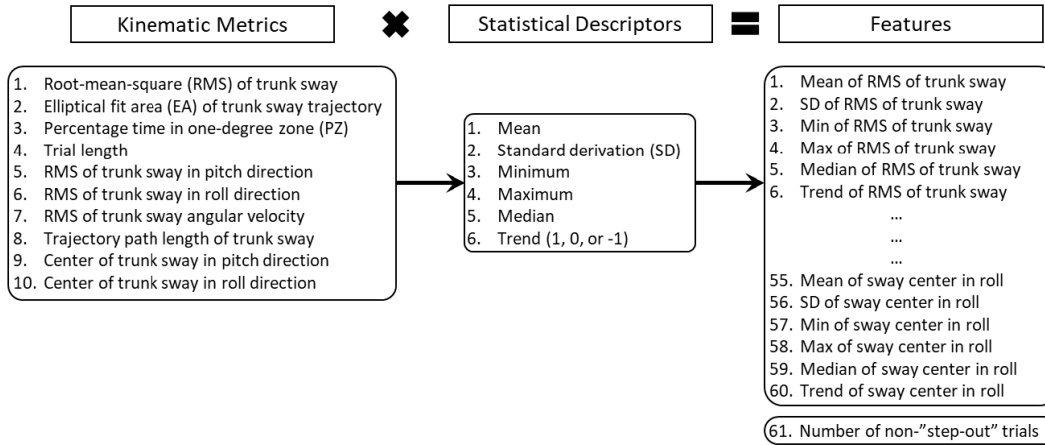 Kinematic Metrics
Statistical Descriptors
Features
1. Root-mean-square (RMS) of trunk sway
2. Elliptical fit area (EA) of trunk sway trajectory
3. Percentage time in one-degree zone (PZ)
4. Trial length
5. RMS of trunk sway in pitch direction
6. RMS of trunk sway in roll direction
7. RMS of trunk sway angular velocity
8. Trajectory path length of trunk sway
9. Center of trunk sway in pitch direction
10. Center of trunk sway in roll direction
1. Mean
2. Standard derivation (SD)
3. Minimum
4. Maximum
5. Median
6. Trend (1, 0, or -1)
1. Mean of RMS of trunk sway
2. SD of RMS of trunk sway
3. Min of RMS of trunk sway
4. Max of RMS of trunk sway
5. Median of RMS of trunk sway
6. Trend of RMS of trunk sway
...
...
...
55. Mean of sway center in roll
56. SD of sway center in roll
57. Min of sway center in roll
58. Max of sway center in roll
59. Median of sway center in roll
60. Trend of sway center in roll
61. Number of non-”step-out” trials